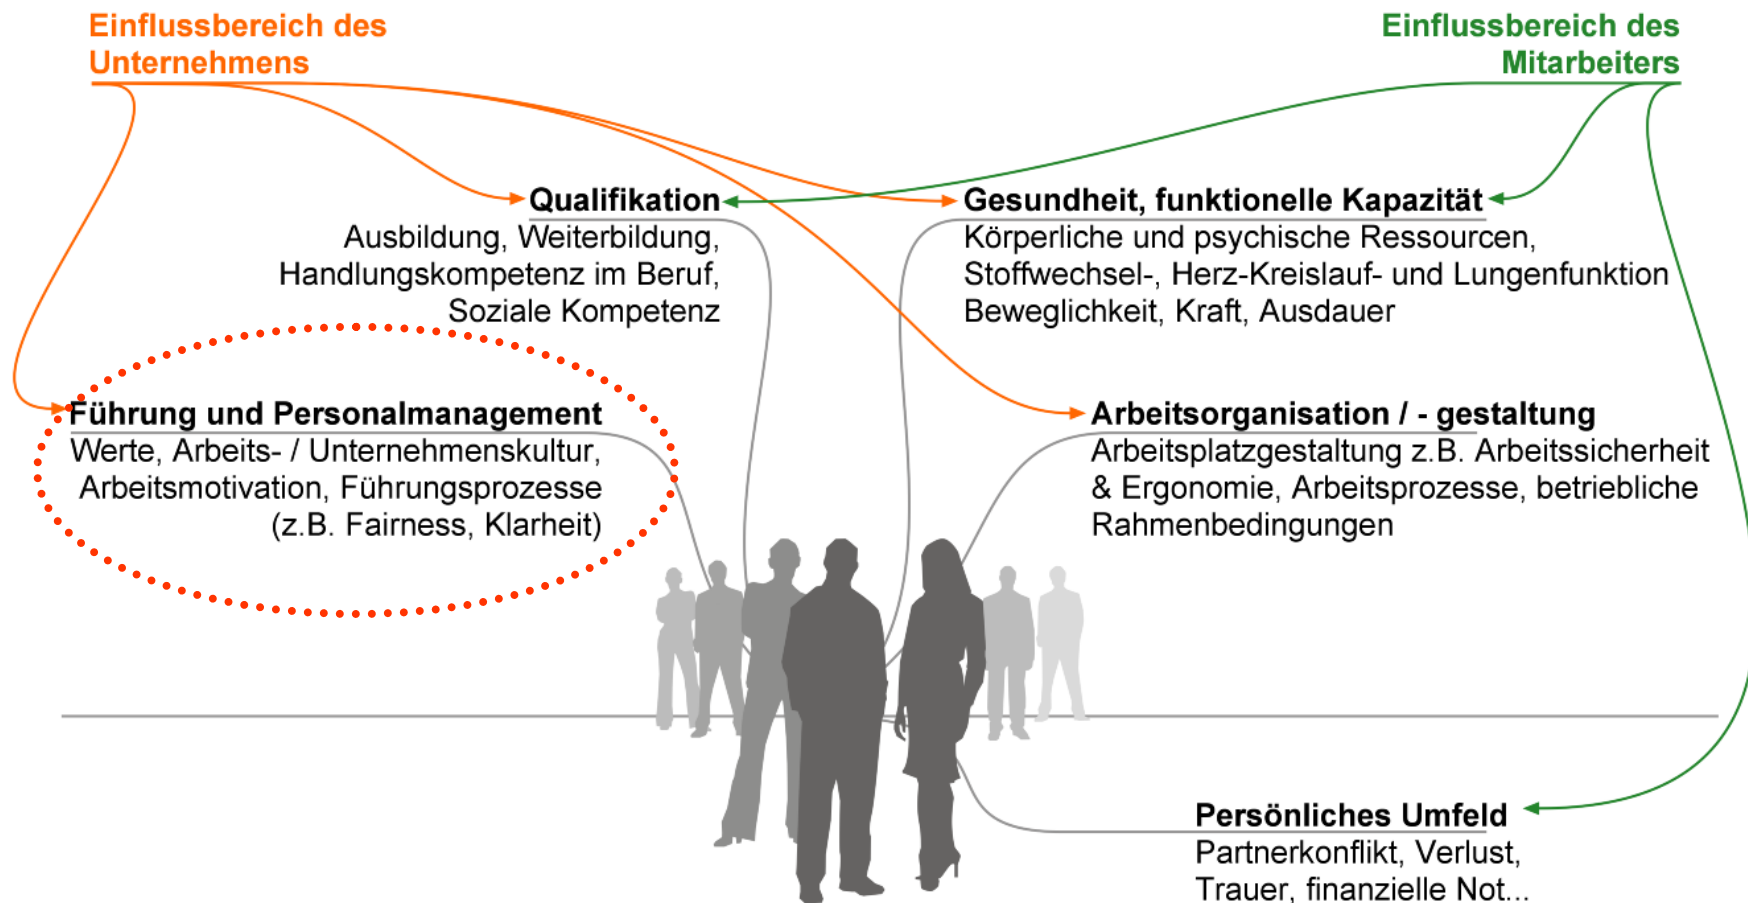 Einflussbereich des
Unternehmens
Einflussbereich des
Mitarbeiters
Qualifikation
Ausbildung, Weiterbildung,
Handlungskompetenz im Beruf,
Soziale Kompetenz
Gesundheit, funktionelle Kapazität
Körperliche und psychische Ressourcen,
Stoffwechsel-, Herz-Kreislauf- und Lungenfunktion
Beweglichkeit, Kraft, Ausdauer
Führung und Personalmanagement
Werte, Arbeits- / Unternehmenskultur,
Arbeitsmotivation, Führungsprozesse
(z.B. Fairness, Klarheit)
Arbeitsorganisation / - gestaltung
Arbeitsplatzgestaltung z.B. Arbeitssicherheit
& Ergonomie, Arbeitsprozesse, betriebliche
Rahmenbedingungen
Persönliches Umfeld
Partnerkonflikt, Verlust,
Trauer, finanzielle Not...